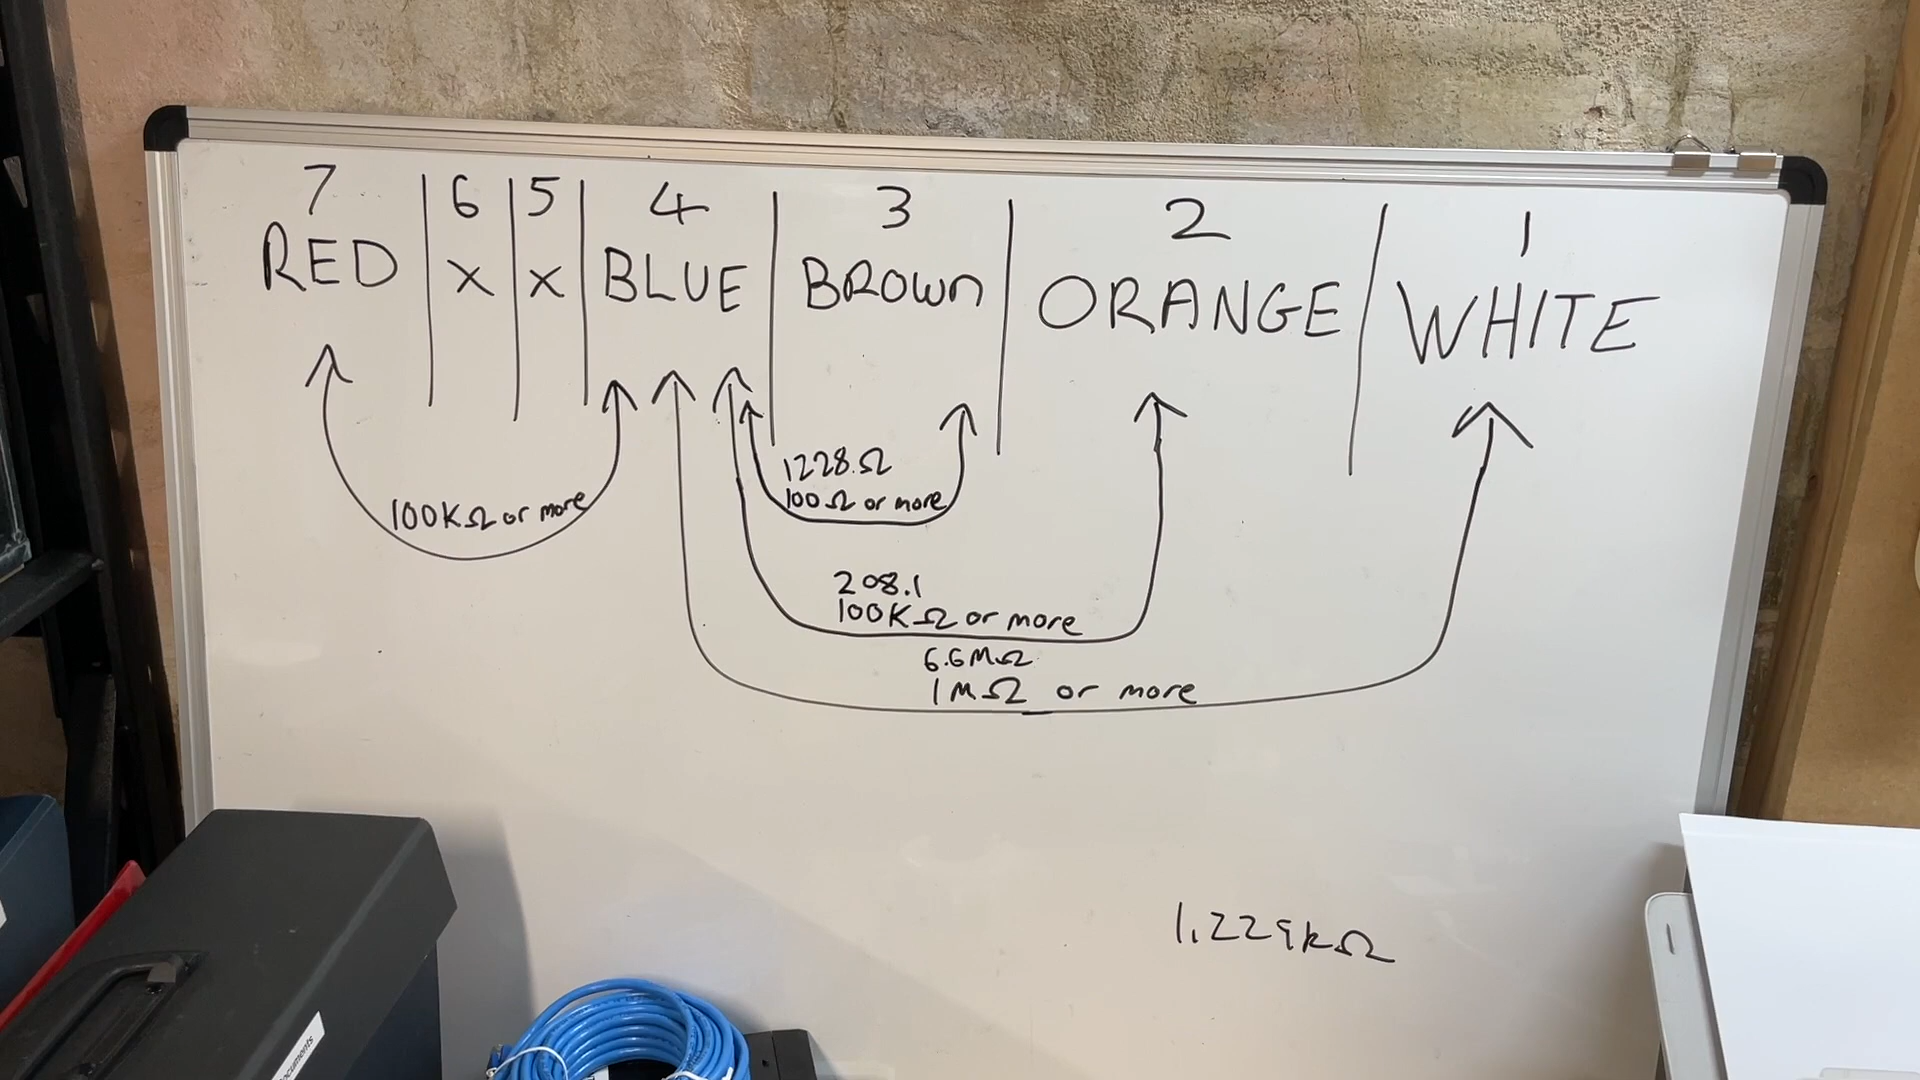 7 6 5 4 3 2 1
RED X X BLUE BROWN ORANGE WHITE
1228.Ω
100Ω or more
100KΩ or more
208.1
100KΩ or more
6.6MΩ
1MΩ or more
1.229kΩ